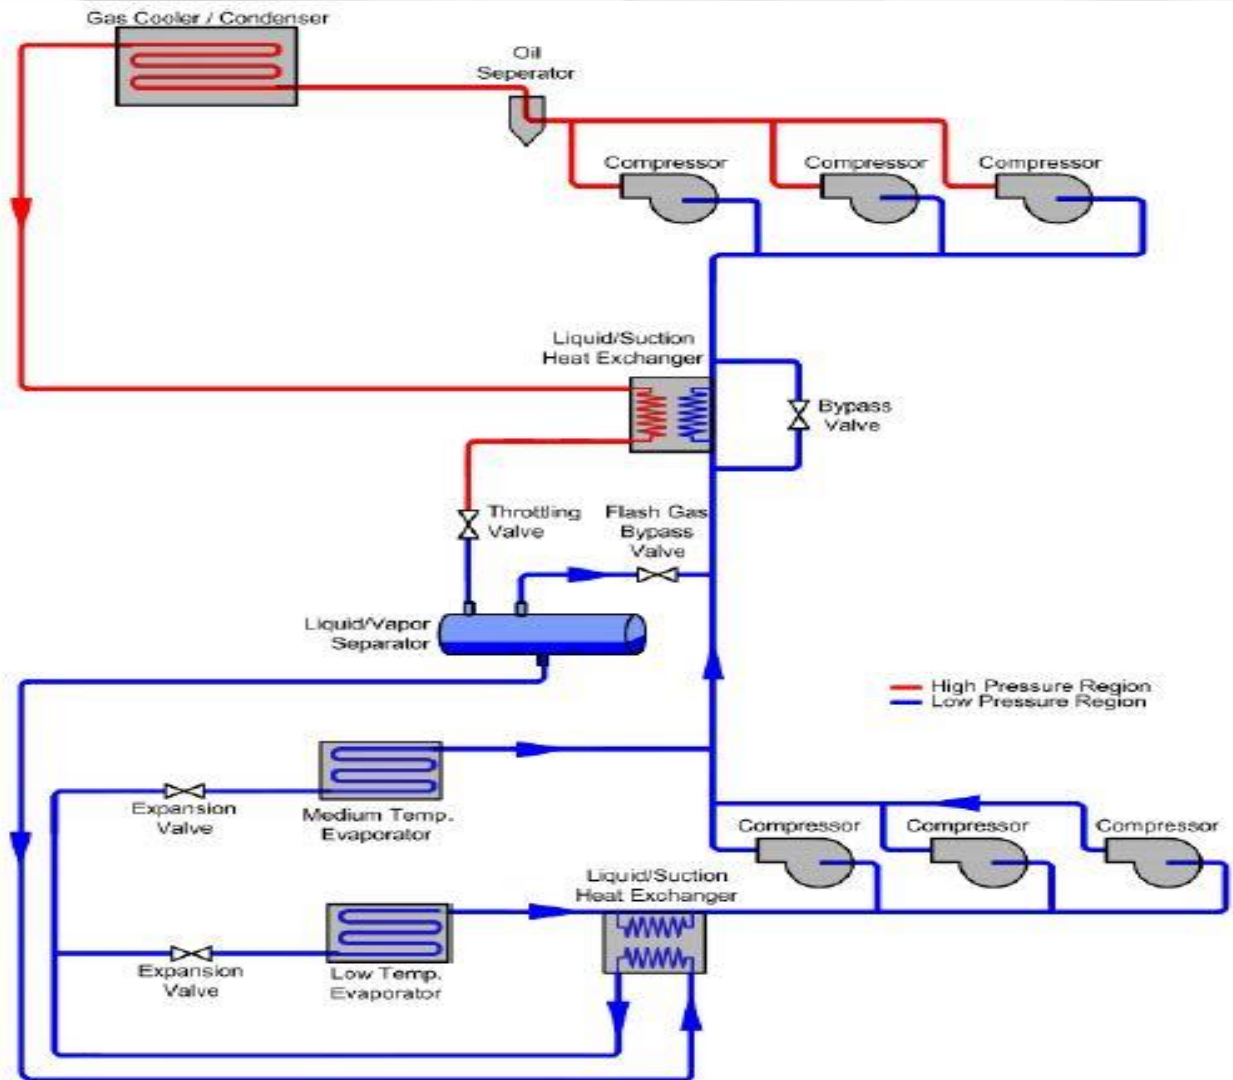 Gas Cooler / Condenser
Oil
Seperator
Compressor
Compressor
Compressor
Liquid/Suction
Heat Exchanger
Bypass
Valve
Throttling
Valve
Flash Gas
Bypass
Valve
Liquid/Vapor
Separator
High Pressure Region
Low Pressure Region
Expansion
Valve
Medium Temp.
Evaporator
Compressor
Compressor
Compressor
Liquid/Suction
Heat Exchanger
Expansion
Valve
Low Temp.
Evaporator